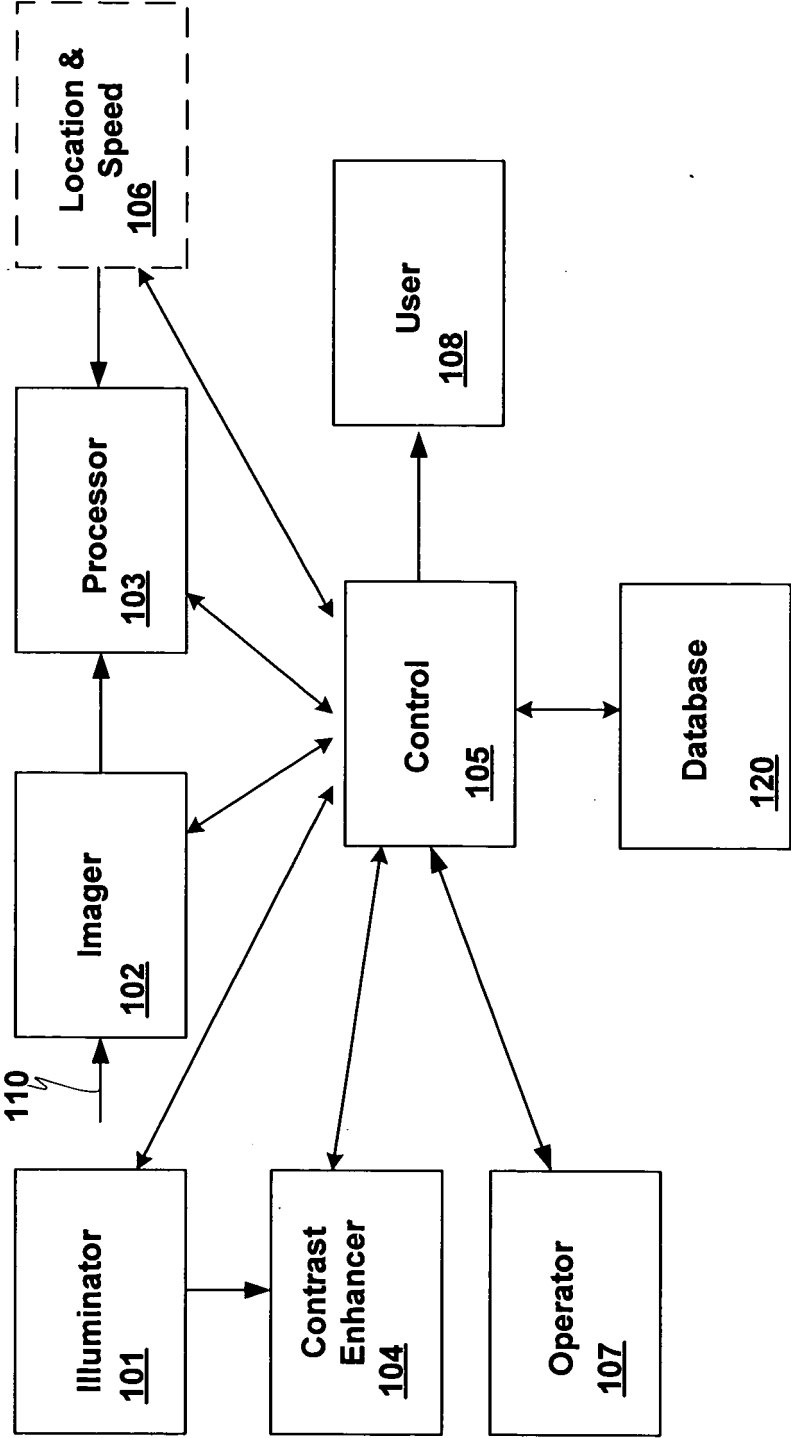 Illuminator
101
110
Imager
102
Processor
103
Location &
Speed
106
Contrast
Enhancer
104
Control
105
User
108
Operator
107
Database
120